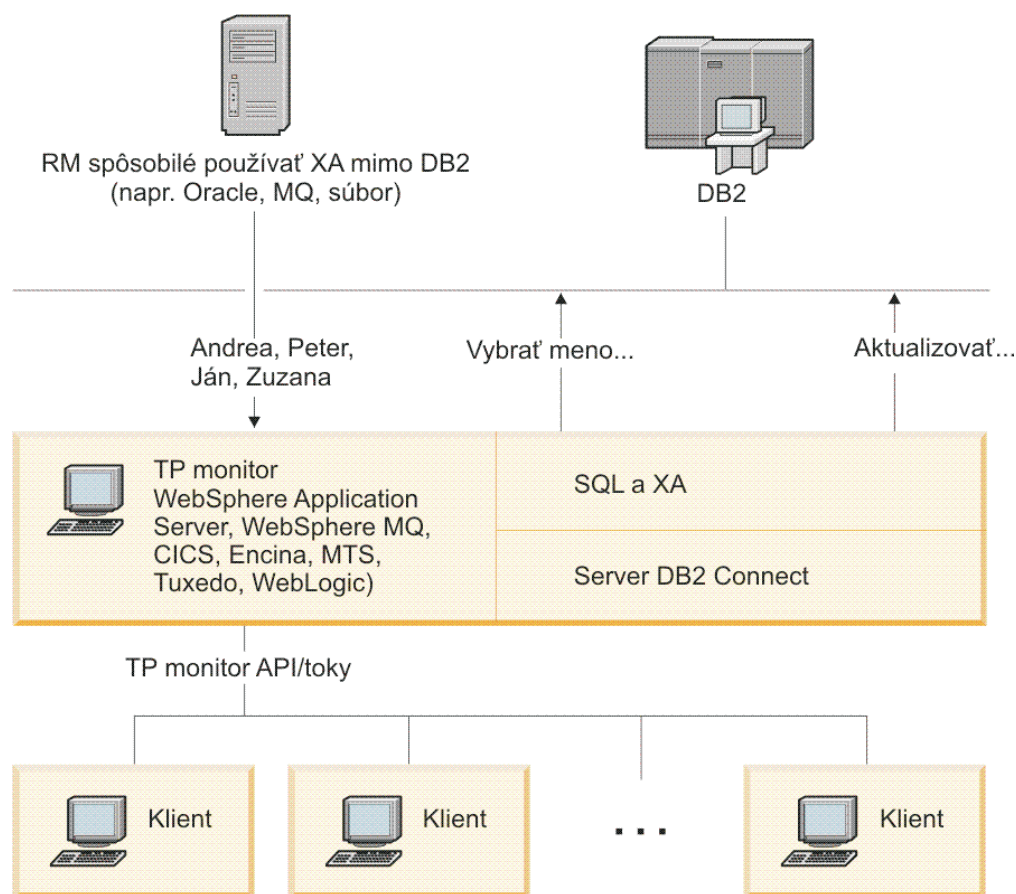 RM spôsobilé používať XA mimo DB2
(napr. Oracle, MQ, súbor)
DB2
Andrea, Peter,
Ján, Zuzana
Vybrať meno...
Aktualizovať...
TP monitor
WebSphere Application
Server, WebSphere MQ,
CICS, Encina, MTS,
Tuxedo, WebLogic)
SQL a XA
Server DB2 Connect
TP monitor API/toky
Klient
Klient
...
Klient